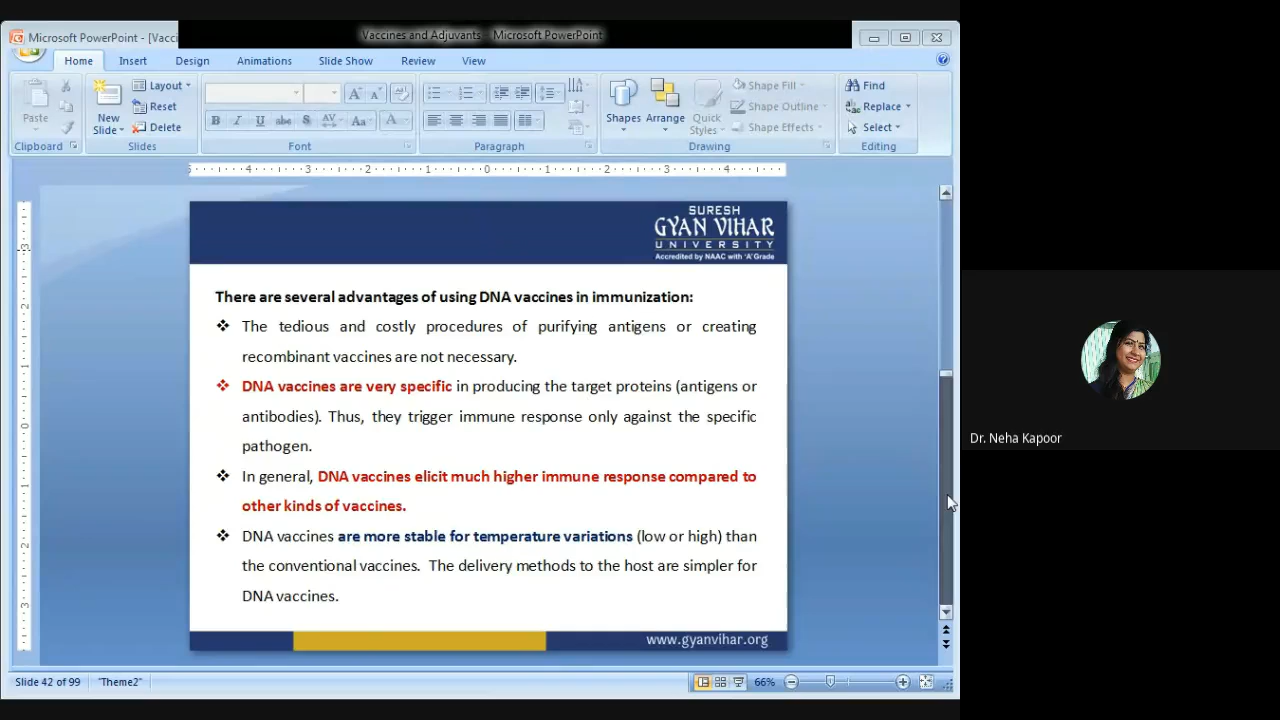 Microsoft PowerPoint - [Vacci
Vaccines and Adjuvants - Microsoft PowerPoint
Home Insert Design Animations Slide Show Review View
Paste
New Slide
Layout
Reset
Delete
Shapes Arrange Quick Styles
Shape Fill
Shape Outline
Shape Effects
Find
Replace
Select
Clipboard Slides Font Paragraph Drawing Editing
SURESH
GYAN VIHAR
UNIVERSITY
Accredited by NAAC with 'A' Grade
There are several advantages of using DNA vaccines in immunization:
The tedious and costly procedures of purifying antigens or creating
recombinant vaccines are not necessary.
DNA vaccines are very specific in producing the target proteins (antigens or
antibodies). Thus, they trigger immune response only against the specific
pathogen.
In general, DNA vaccines elicit much higher immune response compared to
other kinds of vaccines.
DNA vaccines are more stable for temperature variations (low or high) than
the conventional vaccines. The delivery methods to the host are simpler for
DNA vaccines.
www.gyanvihar.org
Dr. Neha Kapoor
Slide 42 of 99 "Theme2" 66%